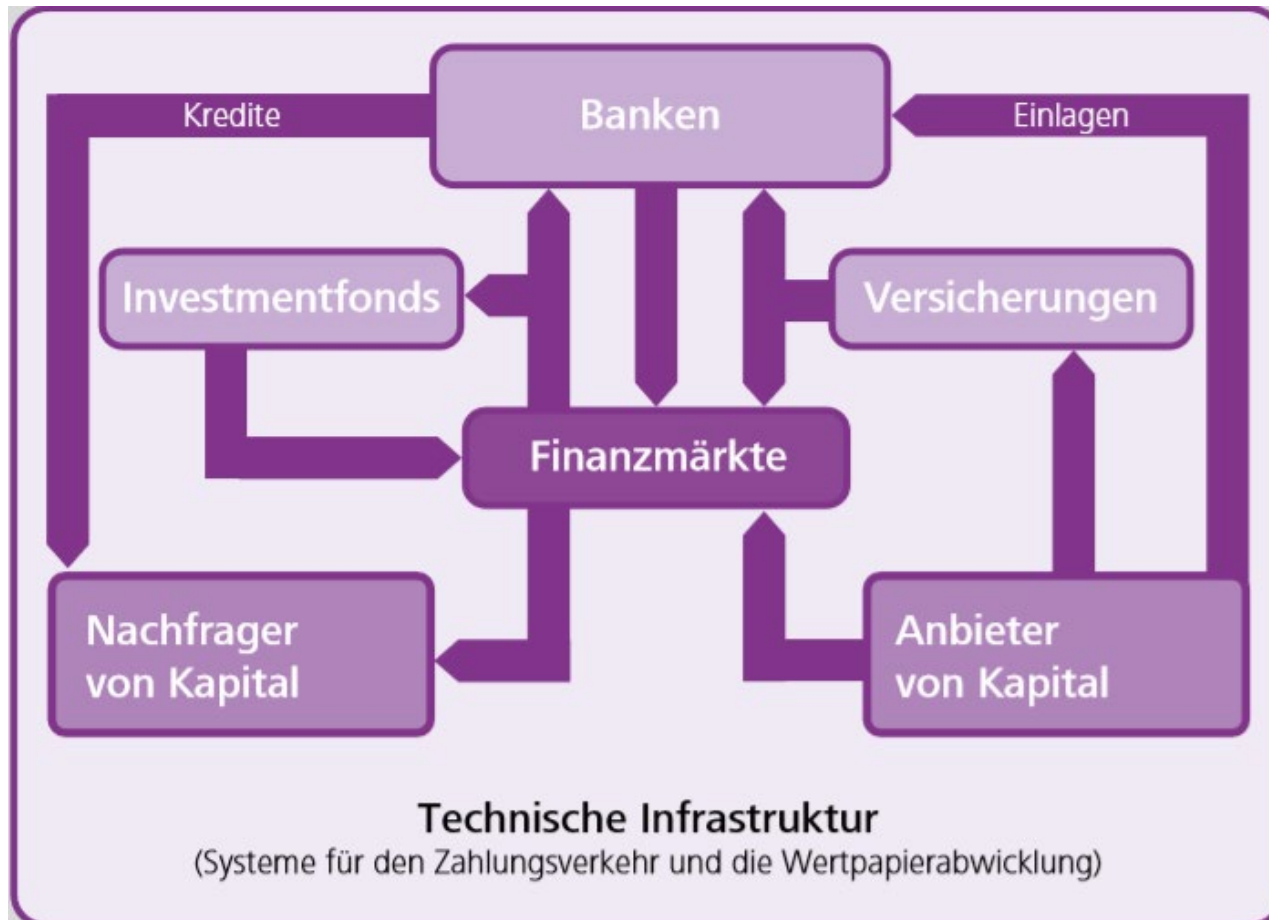 Banken
Kredite
Einlagen
Investmentfonds
Versicherungen
Finanzmärkte
Nachfrager
von Kapital
Anbieter
von Kapital
Technische Infrastruktur
(Systeme für den Zahlungsverkehr und die Wertpapierabwicklung)